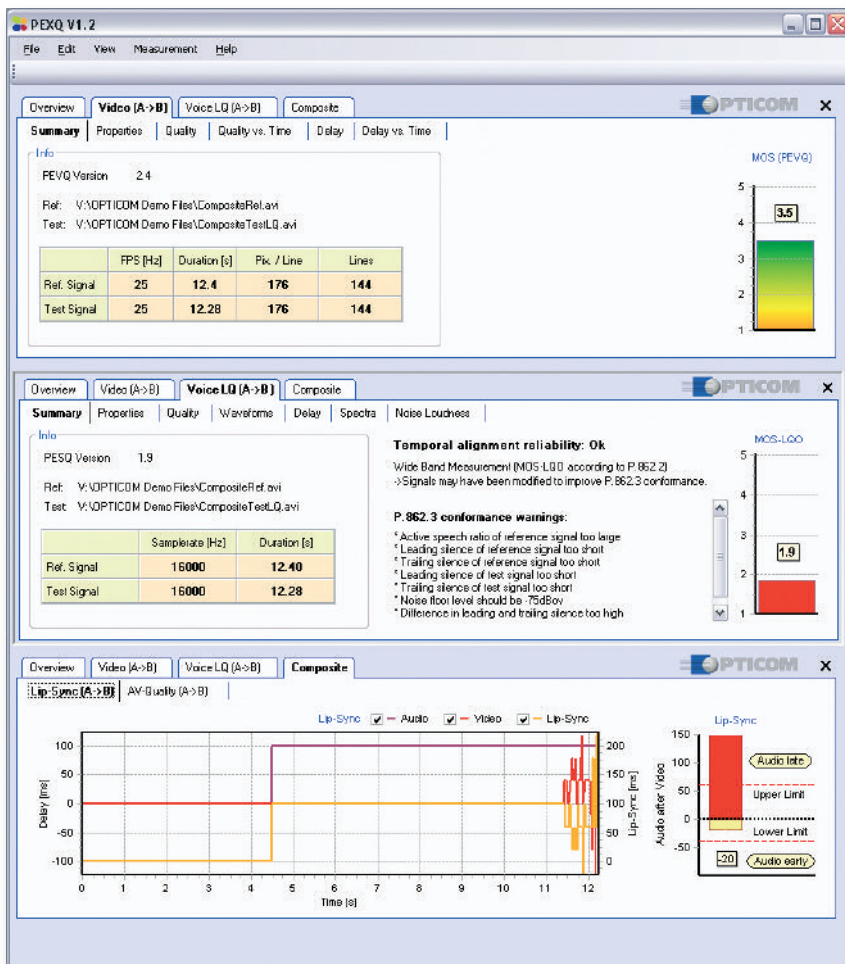 PEXQ V1.2
File Edit View Measurement Help
Overview Video (A->B) Voice LQ (A->B) Composite
OPTICOM
Summary Properties Quality Quality vs. Time Delay Delay vs. Time
Info
PEVQ Version 2.4
Ref: V:\OPTICOM Demo Files\CompositeRef.avi
Test: V:\OPTICOM Demo Files\CompositeTestLQ.avi
FPS [Hz] Duration [s] Pix. / Line Lines
Ref. Signal 25 12.4 176 144
Test Signal 25 12.28 176 144
MOS (PEVQ)
5
4
3
2
1
3.5
Overview Video (A->B) Voice LQ (A->B) Composite
OPTICOM
Summary Properties Quality Waveforms Delay Spectra Noise Loudness
Info
PESQ Version 1.9
Ref: V:\OPTICOM Demo Files\CompositeRef.avi
Test: V:\OPTICOM Demo Files\CompositeTestLQ.avi
Samplerate [Hz] Duration [s]
Ref. Signal 16000 12.40
Test Signal 16000 12.28
Temporal alignment reliability: Ok
Wide Band Measurement (MOS-LQO according to P.862.2)
->Signals may have been modified to improve P.862.3 conformance.
P.862.3 conformance warnings:
* Active speech ratio of reference signal too large
* Leading silence of reference signal too short
* Trailing silence of reference signal too short
* Leading silence of test signal too short
* Trailing silence of test signal too short
* Noise floor level should be -75dBov
* Difference in leading and trailing silence too high
MOS-LQO
5
4
3
2
1
1.9
Overview Video (A->B) Voice LQ (A->B) Composite
OPTICOM
Lip-Sync (A->B) AV-Quality (A->B)
Lip-Sync Audio Video Lip-Sync
Delay [ms]
100
50
0
-50
-100
200
150
100
50
0
Lip-Sync [ms]
0 1 2 3 4 5 6 7 8 9 10 11 12
Time [s]
Lip-Sync
Audio after Video
150
100
50
0
-50
Audio late
Upper Limit
Lower Limit
-20
Audio early